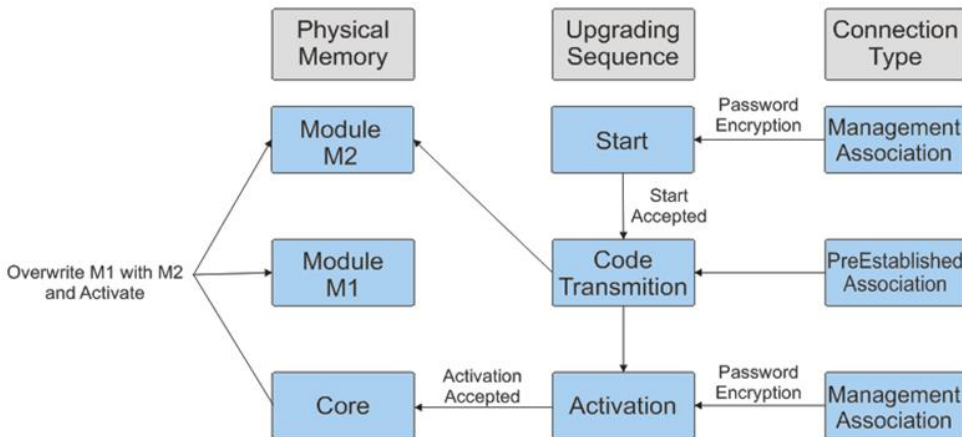 Physical
Memory
Upgrading
Sequence
Connection
Type
Module
M2
Start
Password
Encryption
Management
Association
Start
Accepted
Overwrite M1 with M2
and Activate
Module
M1
Code
Transmition
PreEstablished
Association
Core
Activation
Accepted
Activation
Password
Encryption
Management
Association